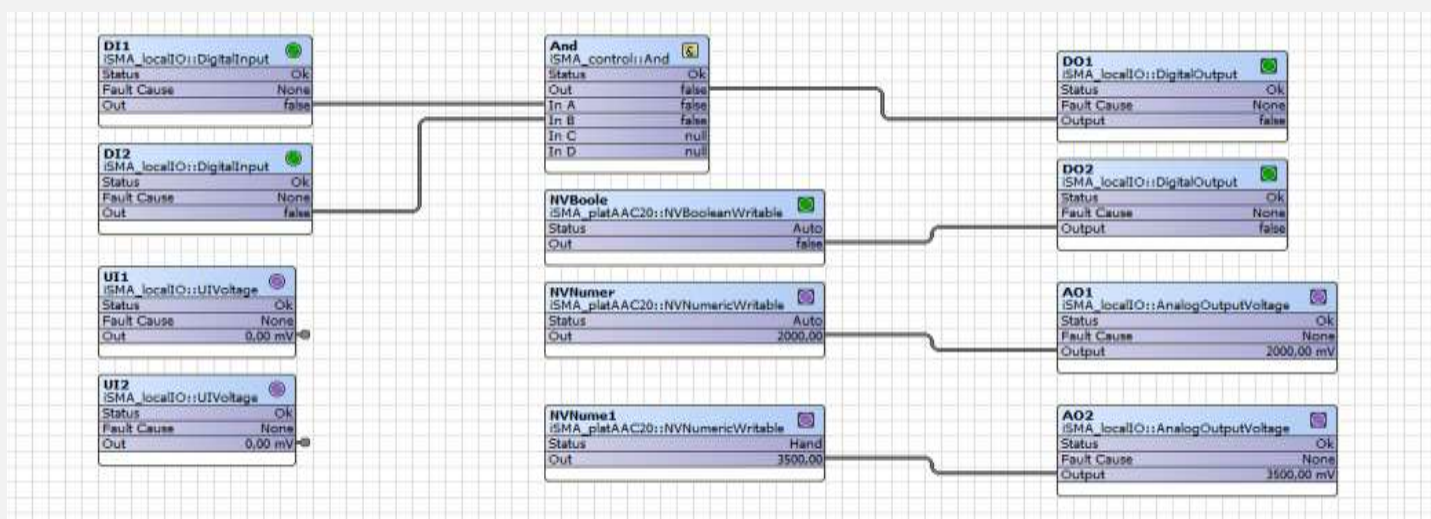 DI1
iSMA_localIO::DigitalInput
Status Ok
Fault Cause None
Out false
DI2
iSMA_localIO::DigitalInput
Status Ok
Fault Cause None
Out false
UI1
iSMA_localIO::UIVoltage
Status Ok
Fault Cause None
Out 0,00 mV
UI2
iSMA_localIO::UIVoltage
Status Ok
Fault Cause None
Out 0,00 mV
And
iSMA_control::And
&
Status Ok
Out false
In A false
In B false
In C null
In D null
NVBoole
iSMA_platAAC20::NVBooleanWritable
Status Auto
Out false
NVNumer
iSMA_platAAC20::NVNumericWritable
Status Auto
Out 2000,00
NVNume1
iSMA_platAAC20::NVNumericWritable
Status Hand
Out 3500,00
DO1
iSMA_localIO::DigitalOutput
Status Ok
Fault Cause None
Output false
DO2
iSMA_localIO::DigitalOutput
Status Ok
Fault Cause None
Output false
AO1
iSMA_localIO::AnalogOutputVoltage
Status Ok
Fault Cause None
Output 2000,00 mV
AO2
iSMA_localIO::AnalogOutputVoltage
Status Ok
Fault Cause None
Output 3500,00 mV